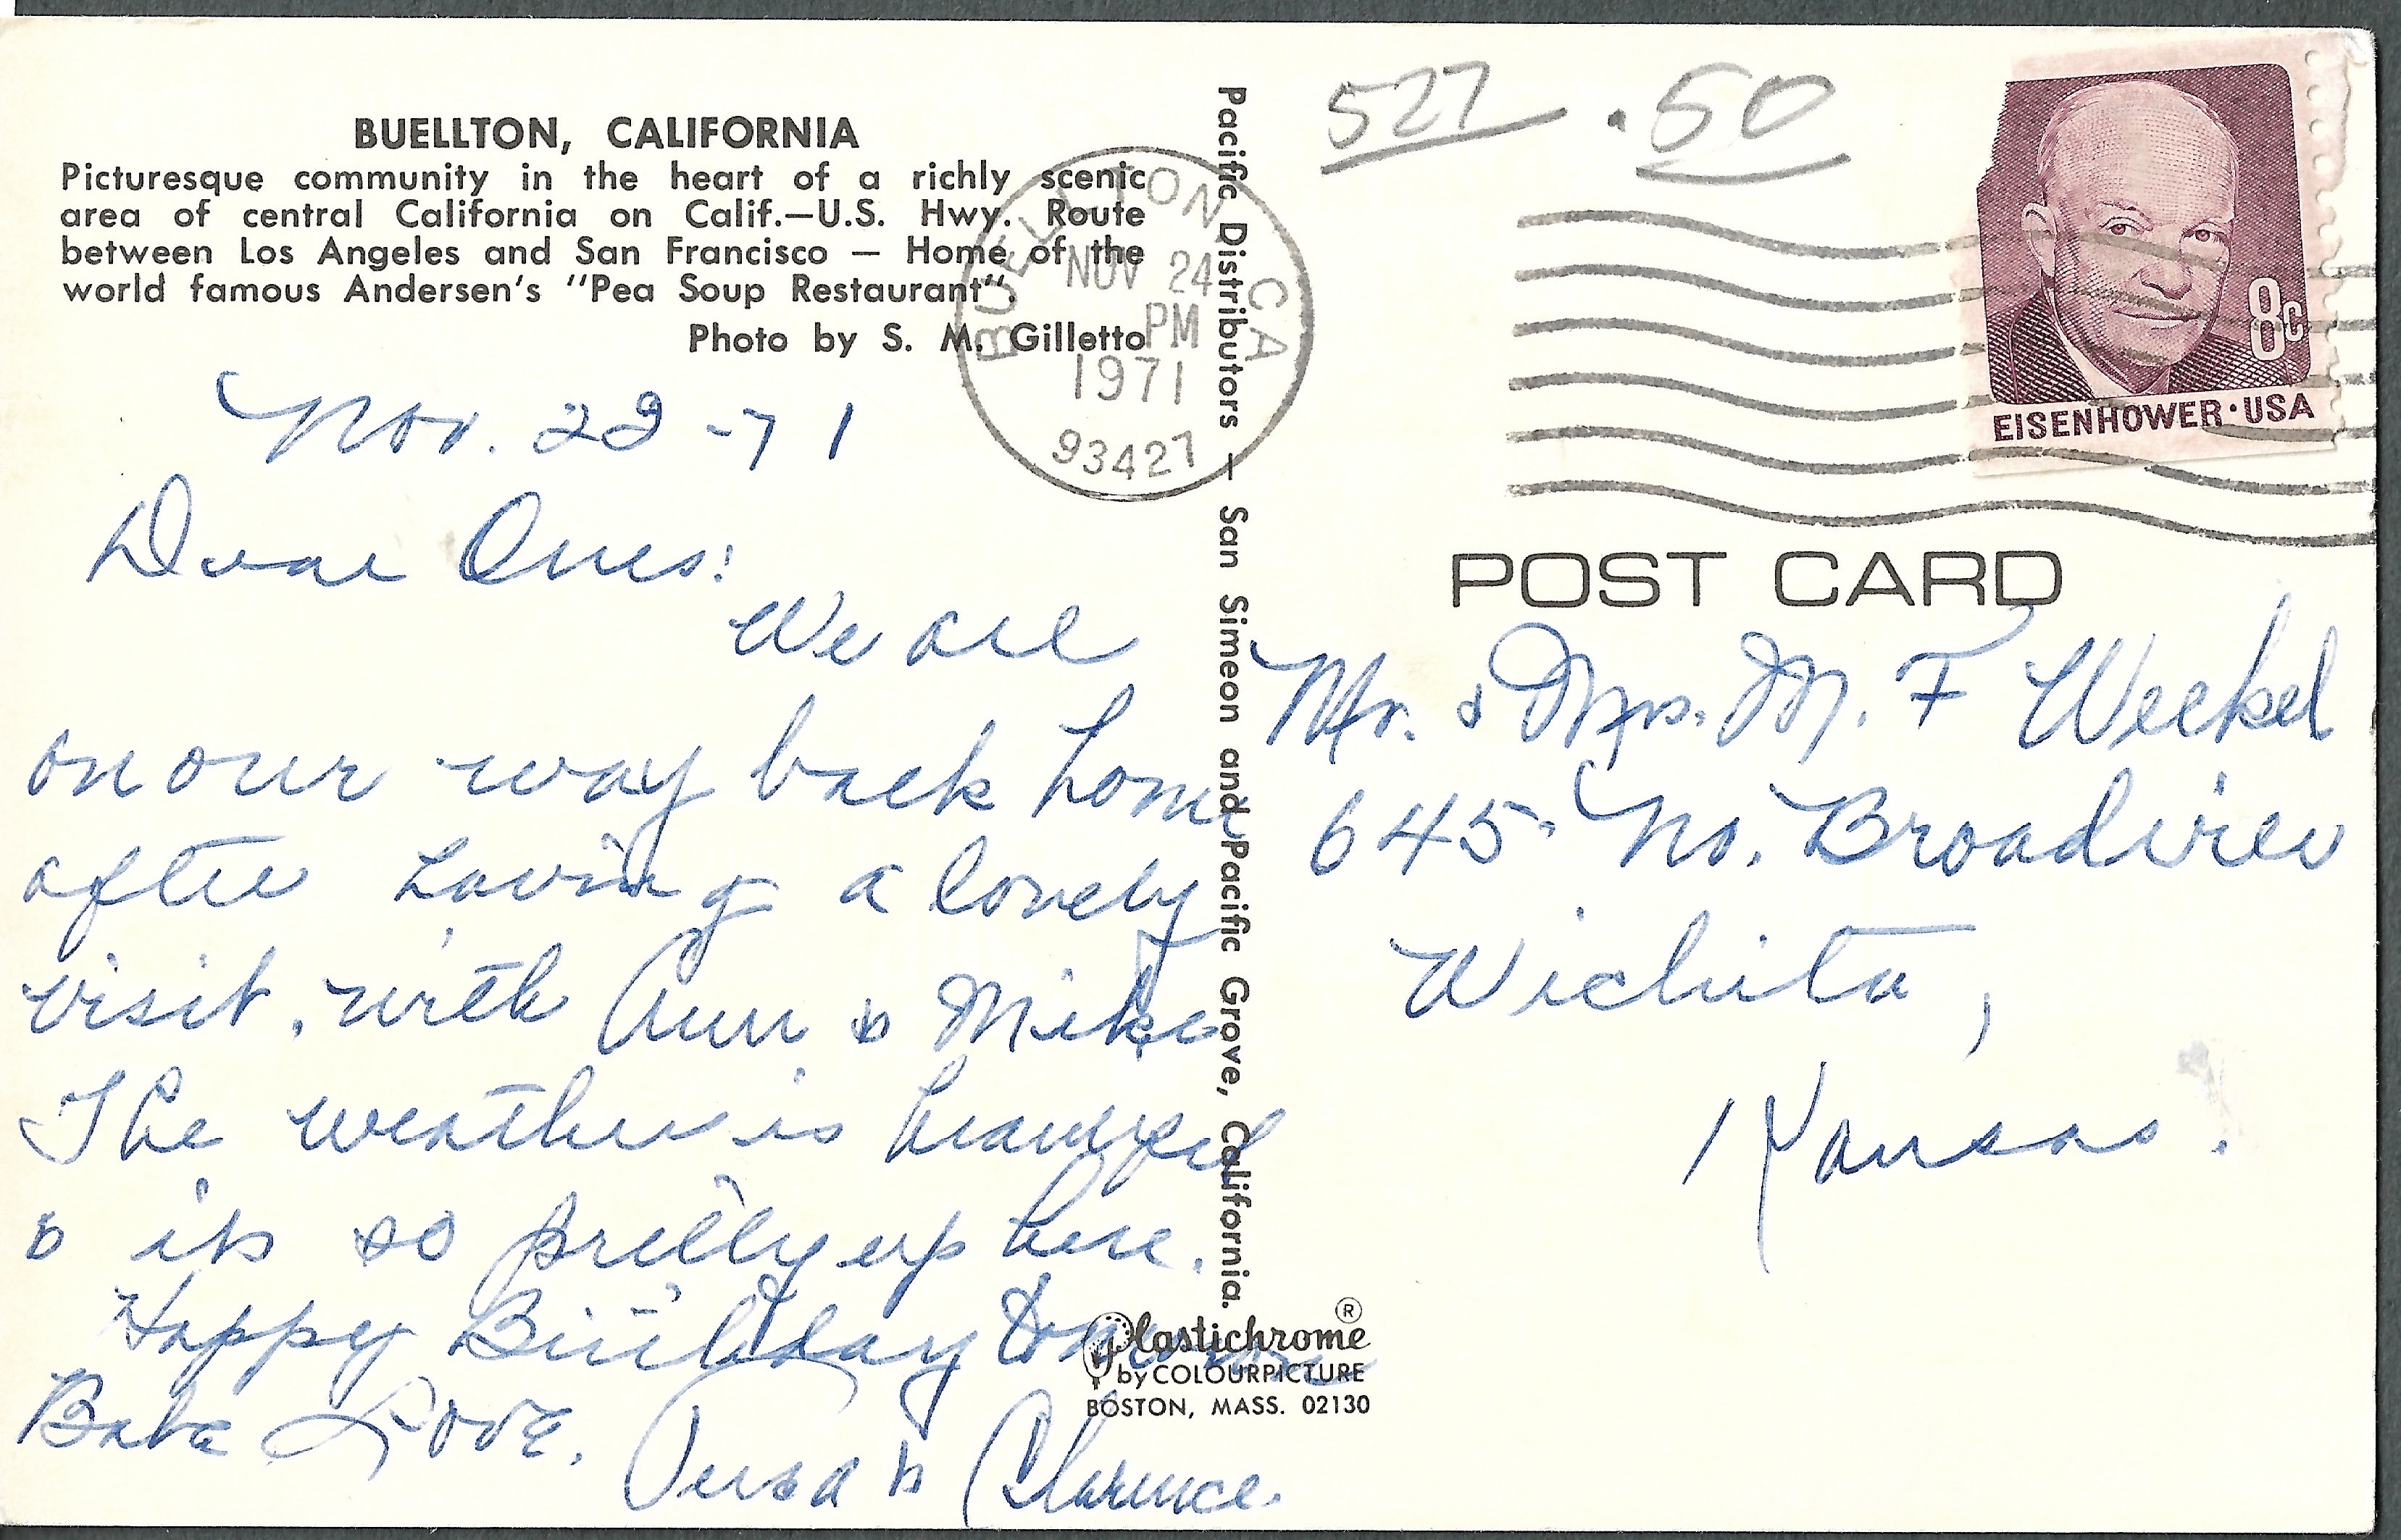 BUELLTON, CALIFORNIA
Picturesque community in the heart of a richly scenic
area of central California on Calif.—U.S. Hwy. Route
between Los Angeles and San Francisco — Home of the
world famous Andersen's "Pea Soup Restaurant".
Photo by S. M. Gilletto
Nov. 22 -71
Dear Ones:
We are
on our way back home
after having a lovely
visit. with Ann & Mike
The weather is beautiful
& its so pretty up here.
Happy Birthday to
Babe Love.
& Clarence.
Pacific Distributors — San Simeon and Pacific Grove, California.
Plastichrome ®
by COLOURPICTURE
BOSTON, MASS. 02130
527 .50
BUELLTON, CA
NOV 24
PM
1971
93427
8c
EISENHOWER · USA
POST CARD
Mr. & Mrs. M. F Weckel
645 No. Broadview
Wichita,
Kansas.